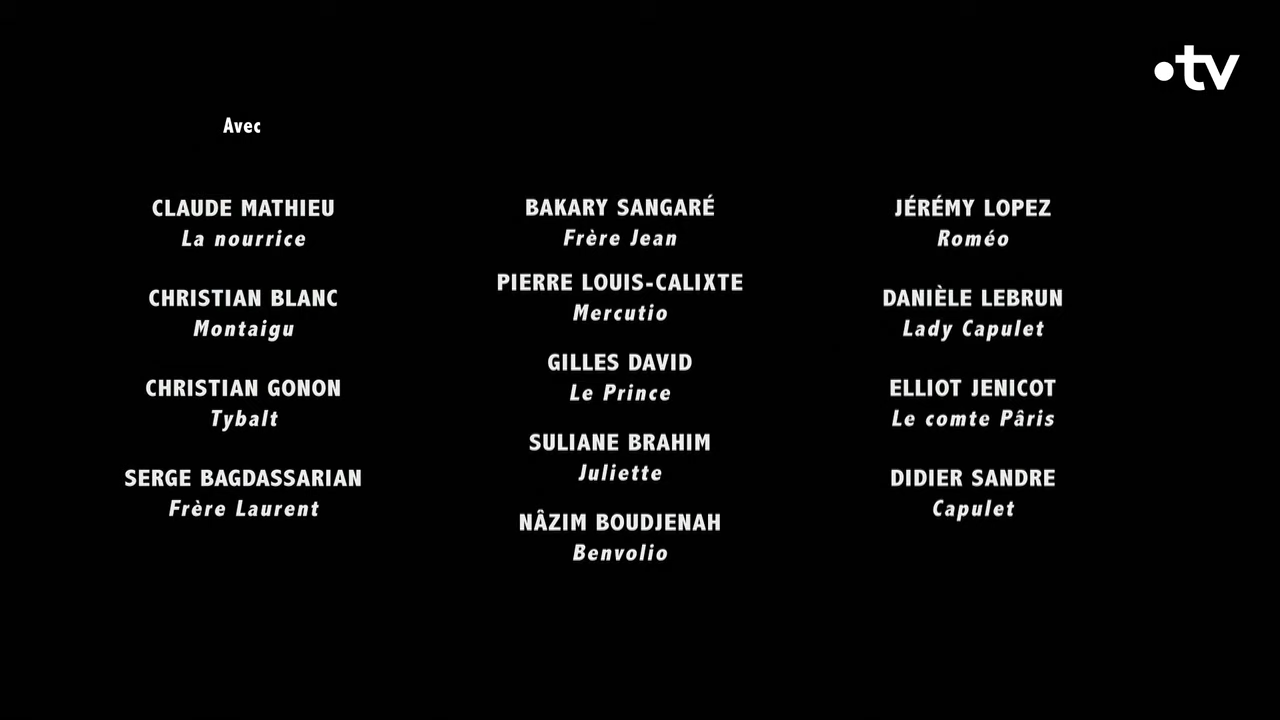 .tv
Avec
CLAUDE MATHIEU
La nourrice
CHRISTIAN BLANC
Montaigu
CHRISTIAN GONON
Tybalt
SERGE BAGDASSARIAN
Frère Laurent
BAKARY SANGARÉ
Frère Jean
PIERRE LOUIS-CALIXTE
Mercutio
GILLES DAVID
Le Prince
SULIANE BRAHIM
Juliette
NÂZIM BOUDJENAH
Benvolio
JÉRÉMY LOPEZ
Roméo
DANIÈLE LEBRUN
Lady Capulet
ELLIOT JENICOT
Le comte Pâris
DIDIER SANDRE
Capulet